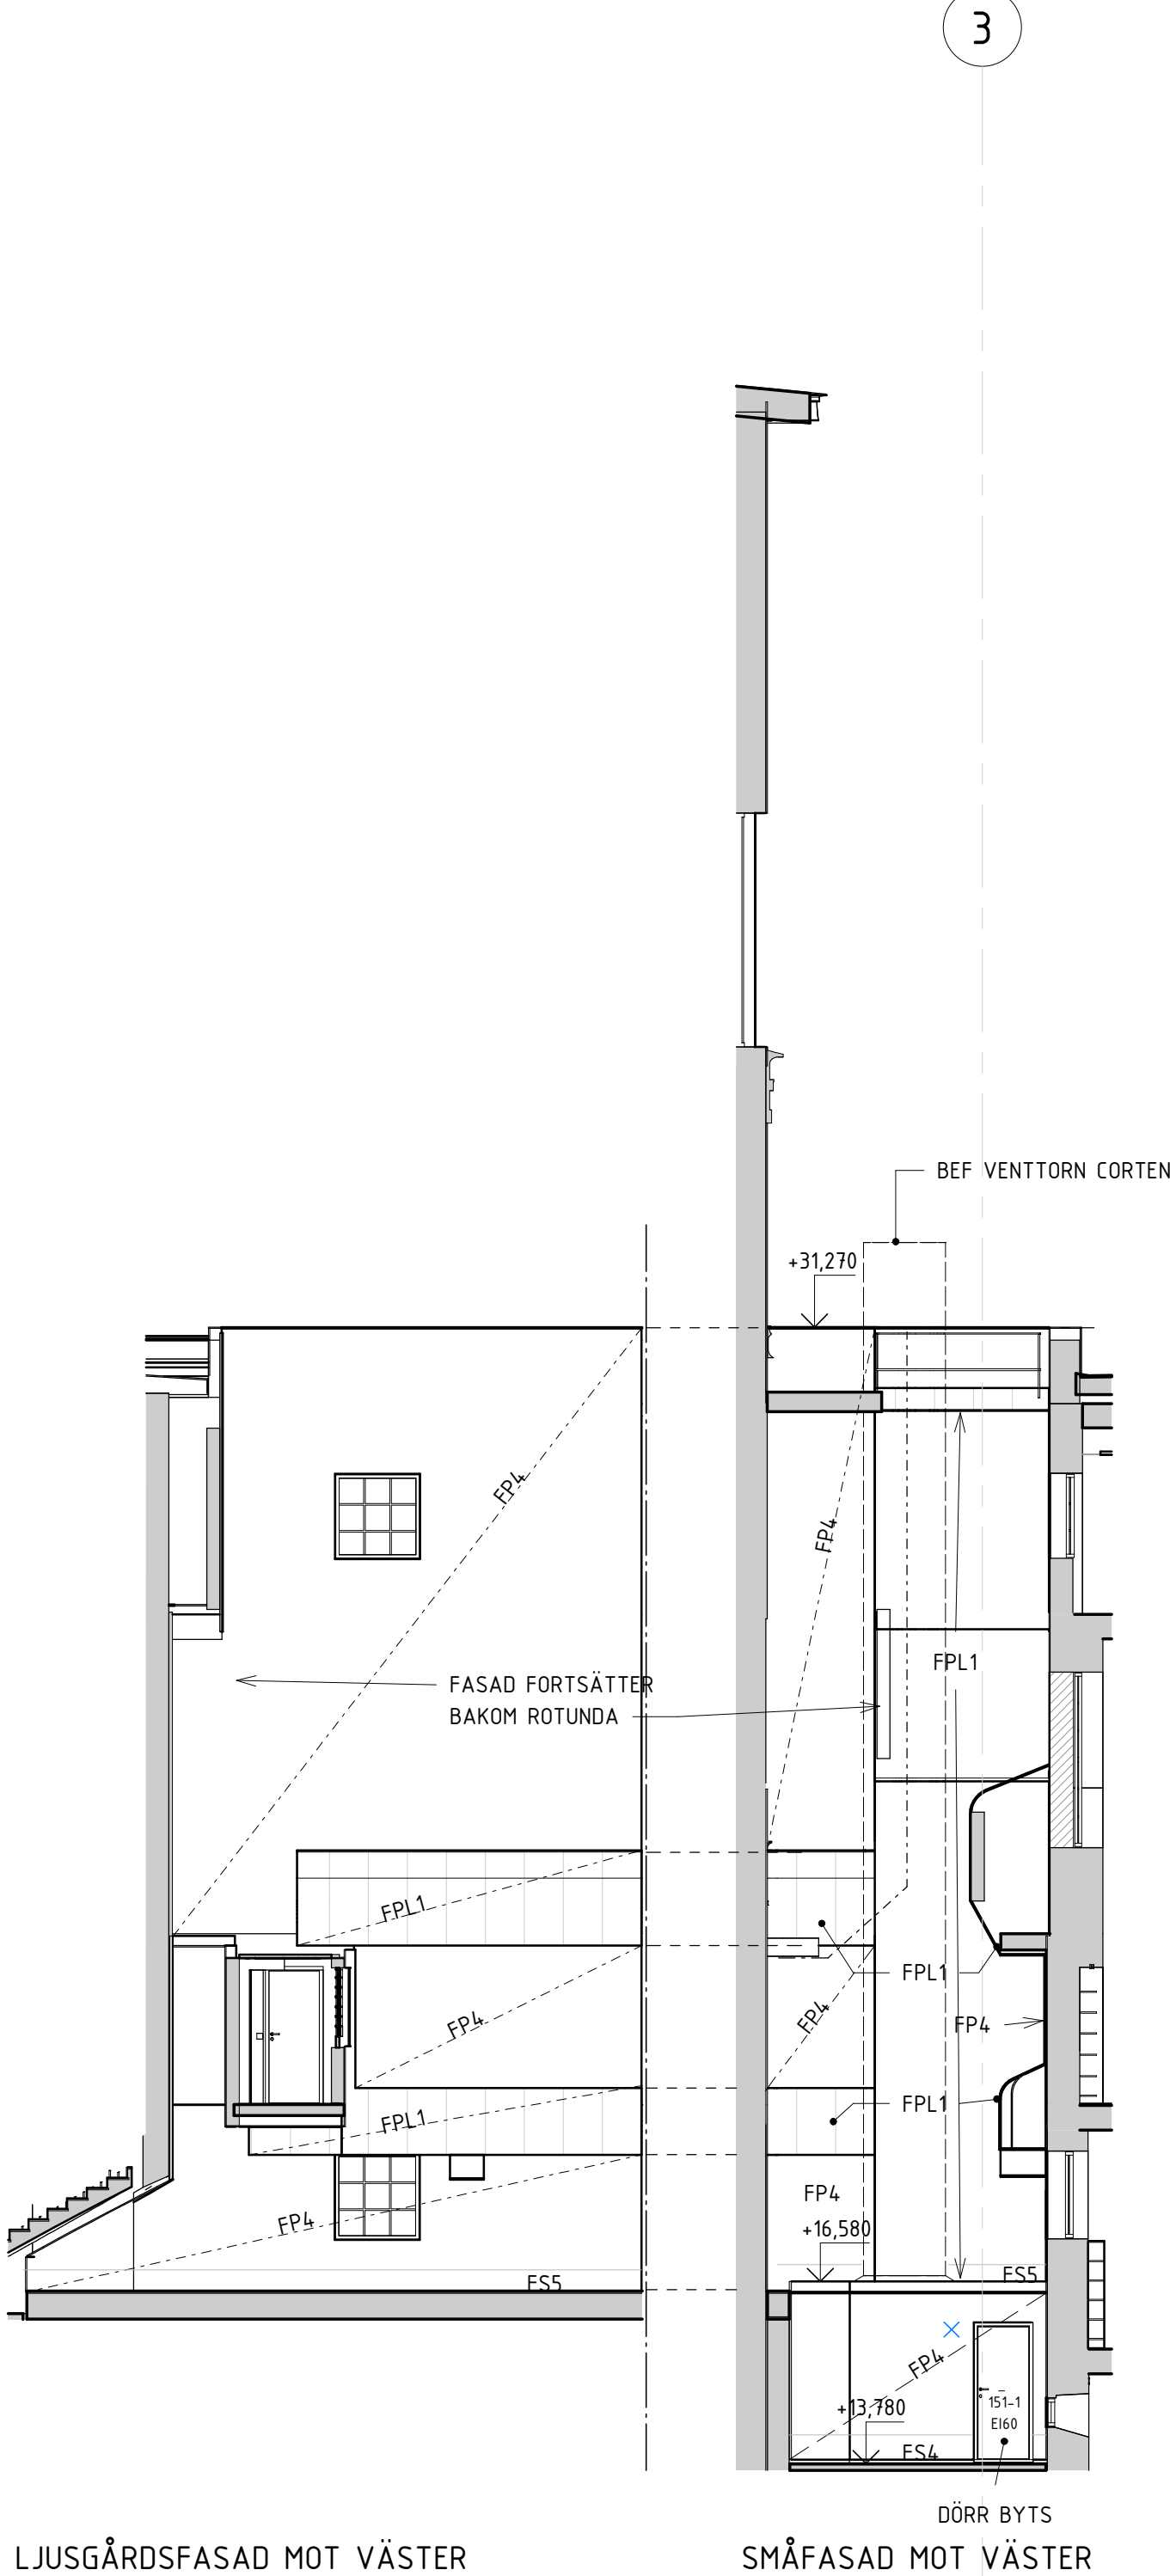 3
BEF VENTTORN CORTEN
+31,270
FP4
FP4
FPL1
FASAD FORTSÄTTER
BAKOM ROTUNDA
FPL1
FPL1
FP4
FP4
FP4
FPL1
FPL1
FP4
FP4
+16,580
FS5
FS5
FP4
151-1
EI60
+13,780
FS4
DÖRR BYTS
LJUSGÅRDSFASAD MOT VÄSTER
SMÅFASAD MOT VÄSTER